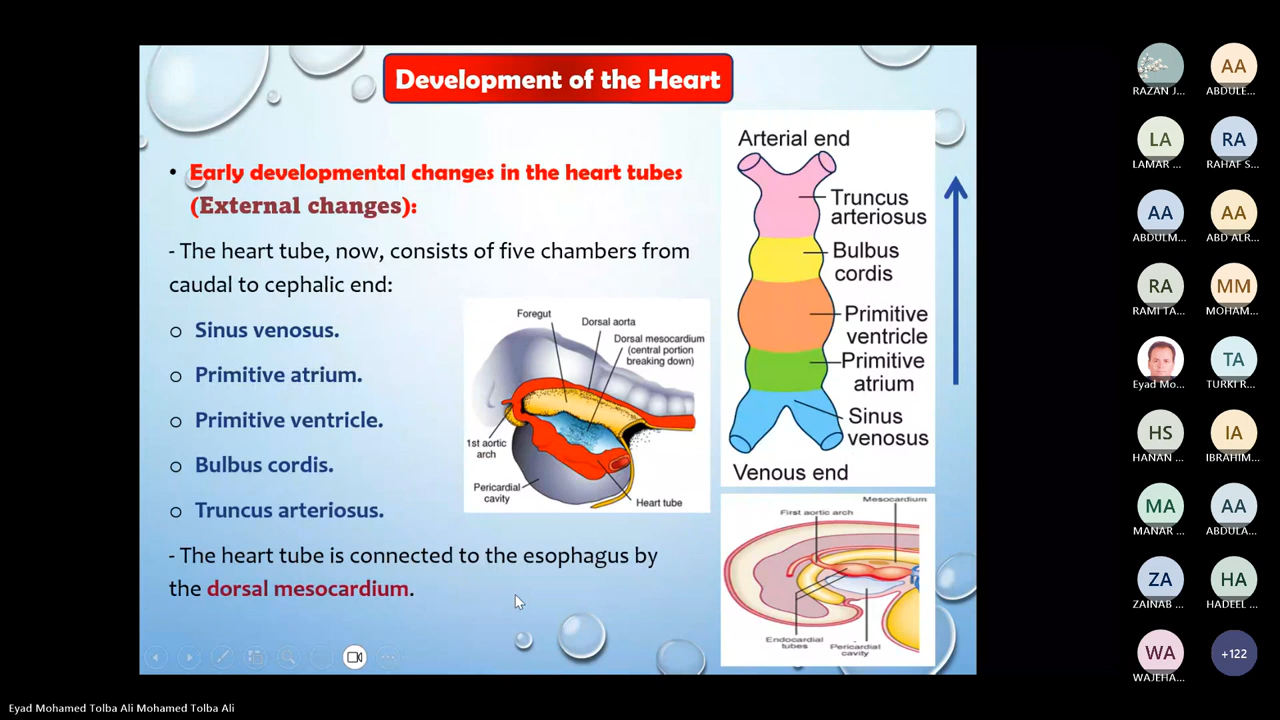 Development of the Heart
• Early developmental changes in the heart tubes
(External changes):
- The heart tube, now, consists of five chambers from
caudal to cephalic end:
o Sinus venosus.
o Primitive atrium.
o Primitive ventricle.
o Bulbus cordis.
o Truncus arteriosus.
- The heart tube is connected to the esophagus by
the dorsal mesocardium.
Foregut
Dorsal aorta
Dorsal mesocardium
(central portion
breaking down)
1st aortic
arch
Pericardial
cavity
Heart tube
Arterial end
Truncus
arteriosus
Bulbus
cordis
Primitive
ventricle
Primitive
atrium
Sinus
venosus
Venous end
Mesocardium
First aortic arch
Endocardial
tubes
Pericardial
cavity
RAZAN J...
AA
ABDULE...
LA
LAMAR ...
RA
RAHAF S...
AA
ABDULM...
AA
ABD ALR...
RA
RAMI TA...
MM
MOHAM...
Eyad Mo...
TA
TURKI R...
HS
HANAN ...
IA
IBRAHIM...
MA
MANAR ...
AA
ABDULA...
ZA
ZAINAB ...
HA
HADEEL ...
WA
WAJEHA...
+122
Eyad Mohamed Tolba Ali Mohamed Tolba Ali